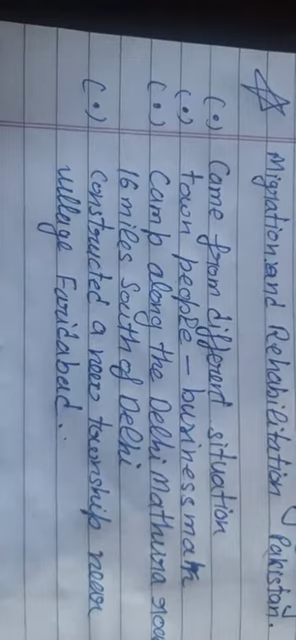 ☆ Migration and Rehabilitation Pakistan.
(•) Came from different situation
(•) town people – businessman
(•) Camp along the Delhi Mathura
16 miles South of Delhi
(•) constructed a new township near
village Faridabad.